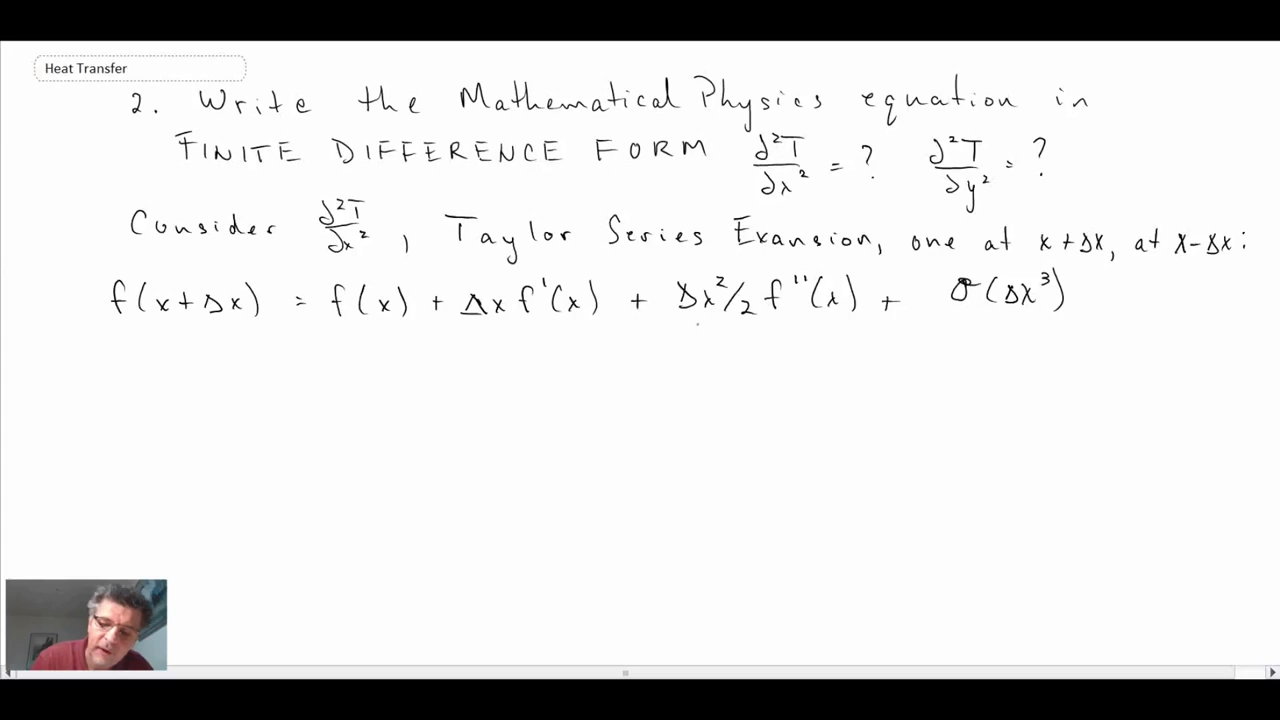 Heat Transfer
2. Write the Mathematical Physics equation in
FINITE DIFFERENCE FORM ∂²T/∂x² = ? ∂²T/∂y² = ?
Consider ∂²T/∂x², Taylor Series Exansion, one at x+Δx, at x-Δx:
f(x+Δx) = f(x) + Δx f'(x) + Δx²/2 f''(x) + O(Δx³)